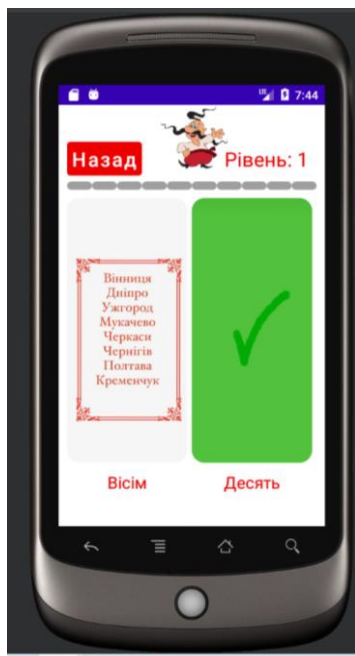 7:44
Назад
Рівень: 1
Вінниця
Дніпро
Ужгород
Мукачево
Черкаси
Чернігів
Полтава
Кременчук
Вісім
Десять